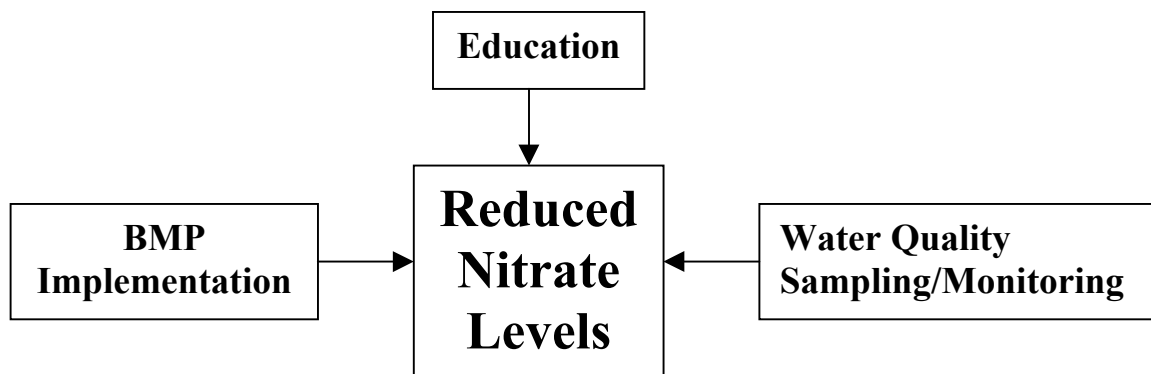 Education
BMP
Implementation
Reduced
Nitrate
Levels
Water Quality
Sampling/Monitoring